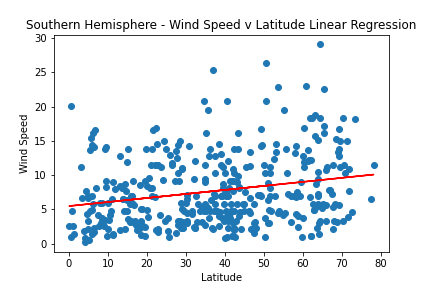 Southern Hemisphere - Wind Speed v Latitude Linear Regression
30
25
20
15
10
5
0
Wind Speed
0 10 20 30 40 50 60 70 80
Latitude